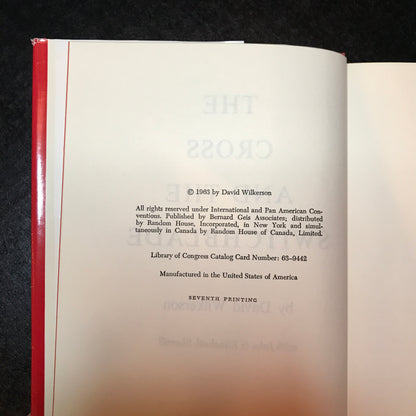 © 1963 by David Wilkerson
All rights reserved under International and Pan American Con-
ventions. Published by Bernard Geis Associates; distributed
by Random House, Incorporated, in New York and simul-
taneously in Canada by Random House of Canada, Limited.
Library of Congress Catalog Card Number: 63-9442
Manufactured in the United States of America
SEVENTH PRINTING